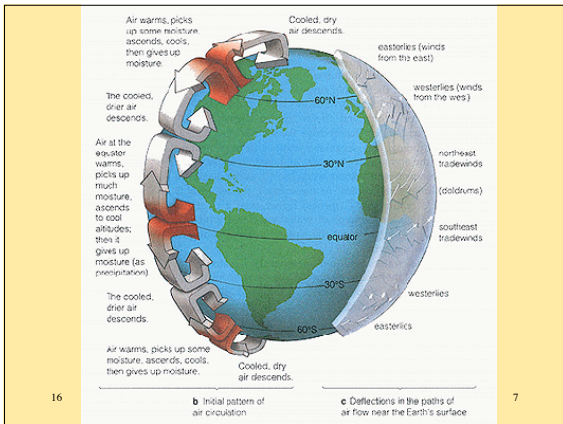 Air warms, picks
up some moisture,
ascends, cools,
then gives up
moisture.
Cooled, dry
air descends.
The cooled,
drier air
descends.
Air at the
equator
warms,
picks up
much
moisture,
ascends
to cool
altitudes;
then it
gives up
moisture (as
precipitation)
The cooled,
drier air
descends.
Air warms, picks up some
moisture, ascends, cools,
then gives up moisture.
Cooled, dry
air descends.
60°N
30°N
equator
30°S
60°S
easterlies (winds
from the east)
westerlies (winds
from the west)
northeast
tradewinds
(doldrums)
southeast
tradewinds
westerlies
easterlies
16
b Initial pattern of
air circulation
c Deflections in the paths of
air flow near the Earth's surface
7